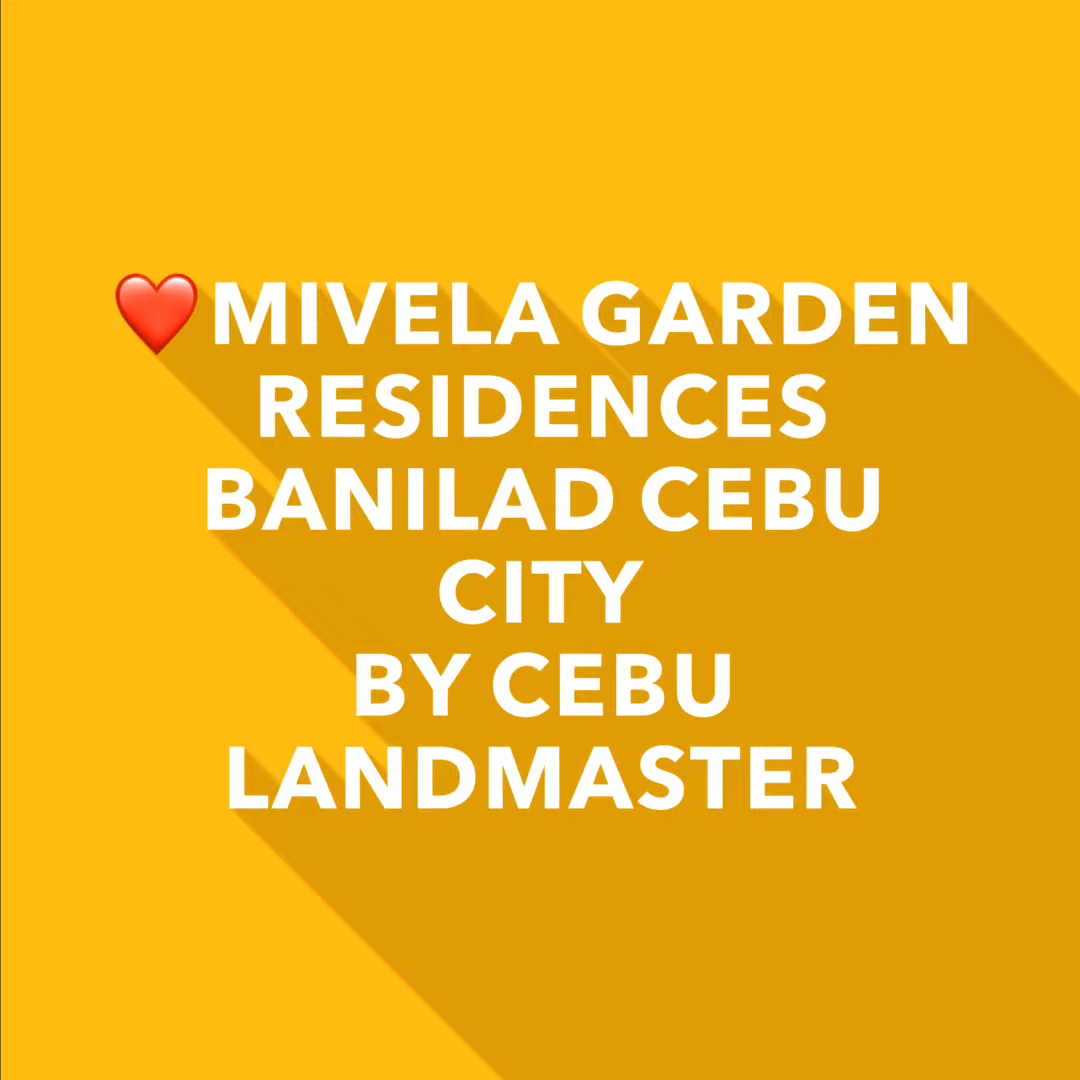 ❤️MIVELA GARDEN
RESIDENCES
BANILAD CEBU
CITY
BY CEBU
LANDMASTER